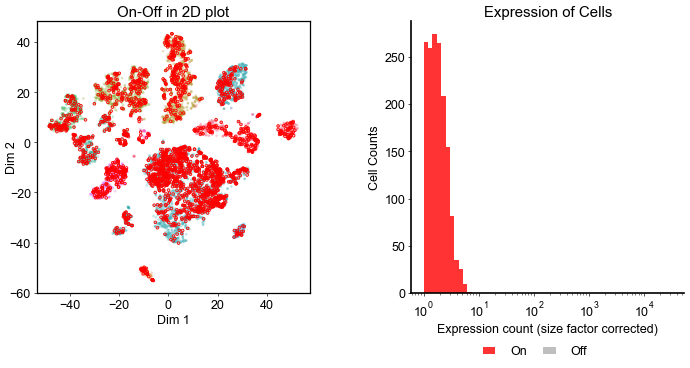 On-Off in 2D plot
40
20
0
−20
−40
−60
Dim 2
−40
−20
0
20
40
Dim 1
Expression of Cells
250
200
150
100
50
0
Cell Counts
10^0
10^1
10^2
10^3
10^4
Expression count (size factor corrected)
On
Off